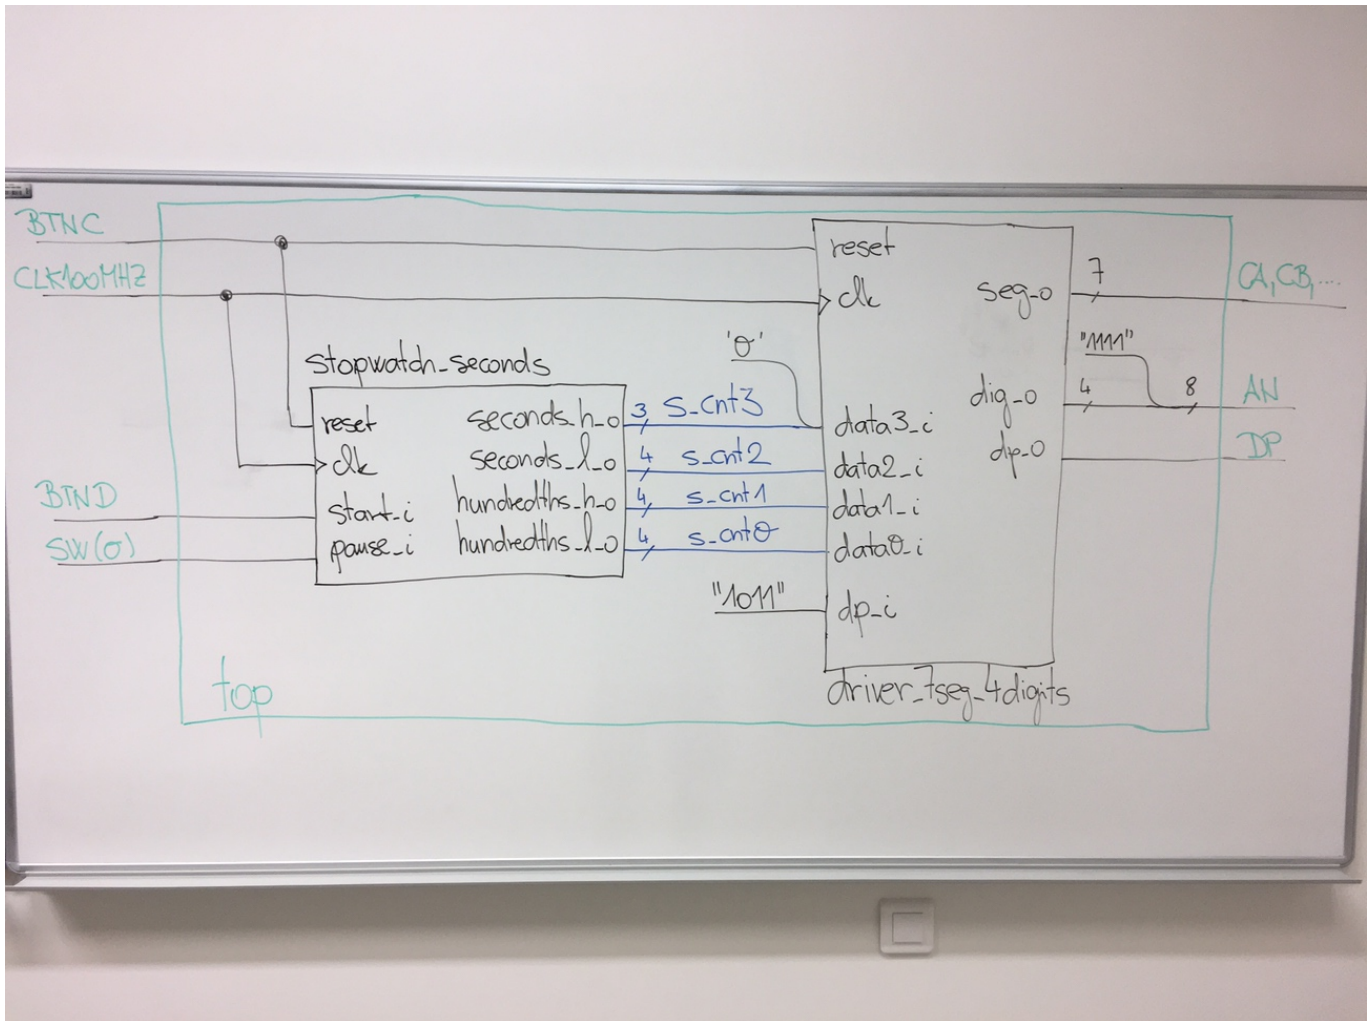 BTNC
CLK100MHZ
BTND
SW(0)
top
stopwatch_seconds
reset
clk
start_i
pause_i
seconds_h_o
seconds_l_o
hundredths_h_o
hundredths_l_o
3 s_cnt3
4 s_cnt2
4 s_cnt1
4 s_cnt0
'0'
"1011"
reset
clk
data3_i
data2_i
data1_i
data0_i
dp_i
seg_o
dig_o
dp_o
driver_7seg_4digits
7
"1111"
4
8
CA,CB,....
AN
DP